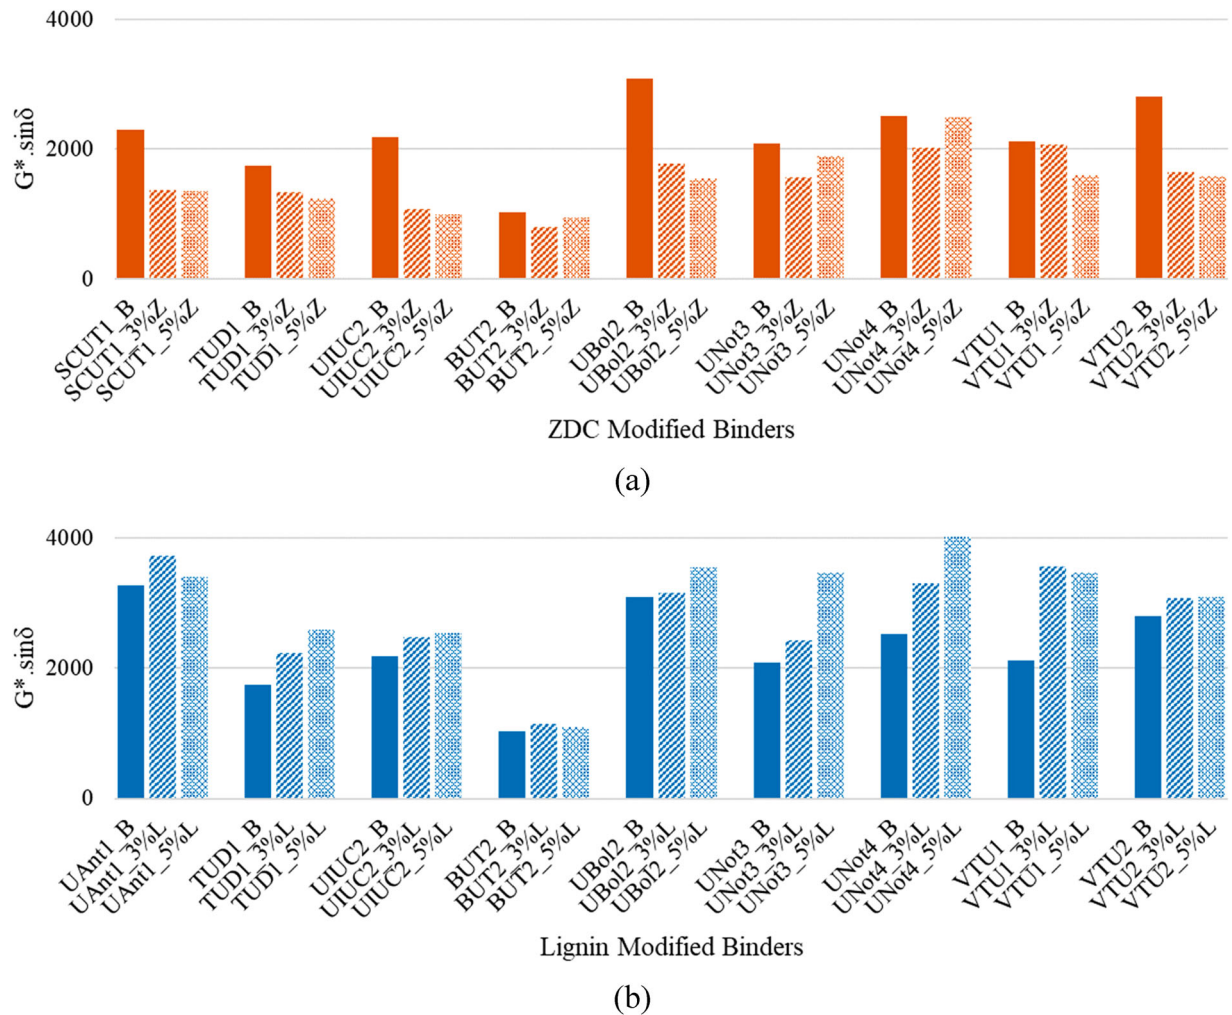 4000
2000
0
G*.sinδ
SCUT1_B
SCUT1_3%Z
SCUT1_5%Z
TUD1_B
TUD1_3%Z
TUD1_5%Z
UIUC2_B
UIUC2_3%Z
UIUC2_5%Z
BUT2_B
BUT2_3%Z
BUT2_5%Z
UBol2_B
UBol2_3%Z
UBol2_5%Z
UNot3_B
UNot3_3%Z
UNot3_5%Z
UNot4_B
UNot4_3%Z
UNot4_5%Z
VTU1_B
VTU1_3%Z
VTU1_5%Z
VTU2_B
VTU2_3%Z
VTU2_5%Z
ZDC Modified Binders
(a)
4000
2000
0
G*.sinδ
UAnt1_B
UAnt1_3%L
UAnt1_5%L
TUD1_B
TUD1_3%L
TUD1_5%L
UIUC2_B
UIUC2_3%L
UIUC2_5%L
BUT2_B
BUT2_3%L
BUT2_5%L
UBol2_B
UBol2_3%L
UBol2_5%L
UNot3_B
UNot3_3%L
UNot3_5%L
UNot4_B
UNot4_3%L
UNot4_5%L
VTU1_B
VTU1_3%L
VTU1_5%L
VTU2_B
VTU2_3%L
VTU2_5%L
Lignin Modified Binders
(b)